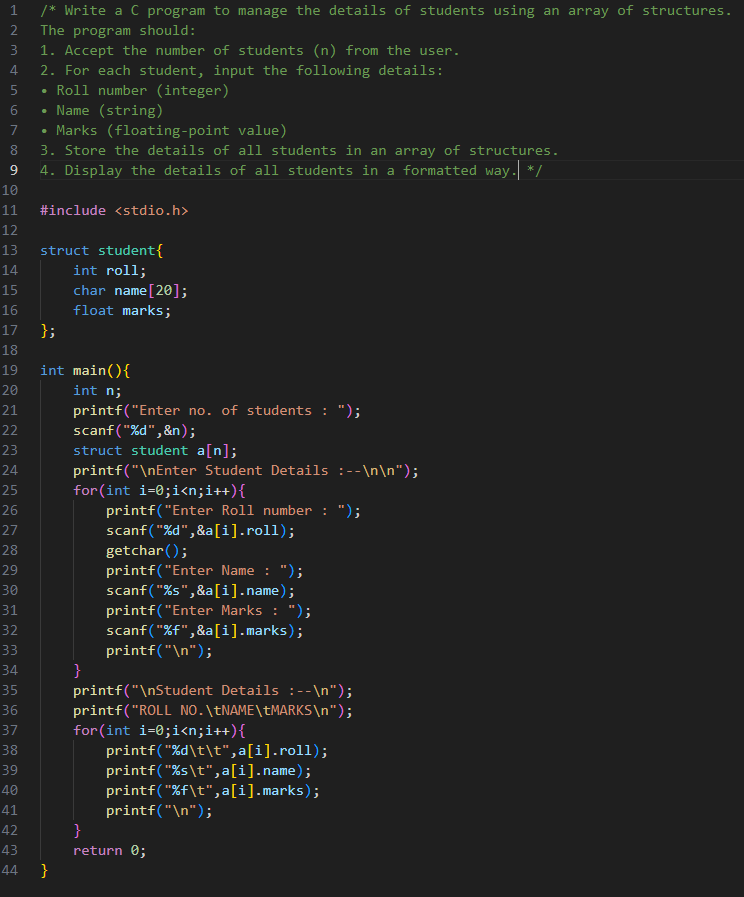 1 /* Write a C program to manage the details of students using an array of structures.
2 The program should:
3 1. Accept the number of students (n) from the user.
4 2. For each student, input the following details:
5 • Roll number (integer)
6 • Name (string)
7 • Marks (floating-point value)
8 3. Store the details of all students in an array of structures.
9 4. Display the details of all students in a formatted way. */
10
11 #include <stdio.h>
12
13 struct student{
14     int roll;
15     char name[20];
16     float marks;
17 };
18
19 int main(){
20     int n;
21     printf("Enter no. of students : ");
22     scanf("%d",&n);
23     struct student a[n];
24     printf("\nEnter Student Details :--\n\n");
25     for(int i=0;i<n;i++){
26         printf("Enter Roll number : ");
27         scanf("%d",&a[i].roll);
28         getchar();
29         printf("Enter Name : ");
30         scanf("%s",&a[i].name);
31         printf("Enter Marks : ");
32         scanf("%f",&a[i].marks);
33         printf("\n");
34     }
35     printf("\nStudent Details :--\n");
36     printf("ROLL NO.\tNAME\tMARKS\n");
37     for(int i=0;i<n;i++){
38         printf("%d\t\t",a[i].roll);
39         printf("%s\t",a[i].name);
40         printf("%f\t",a[i].marks);
41         printf("\n");
42     }
43     return 0;
44 }